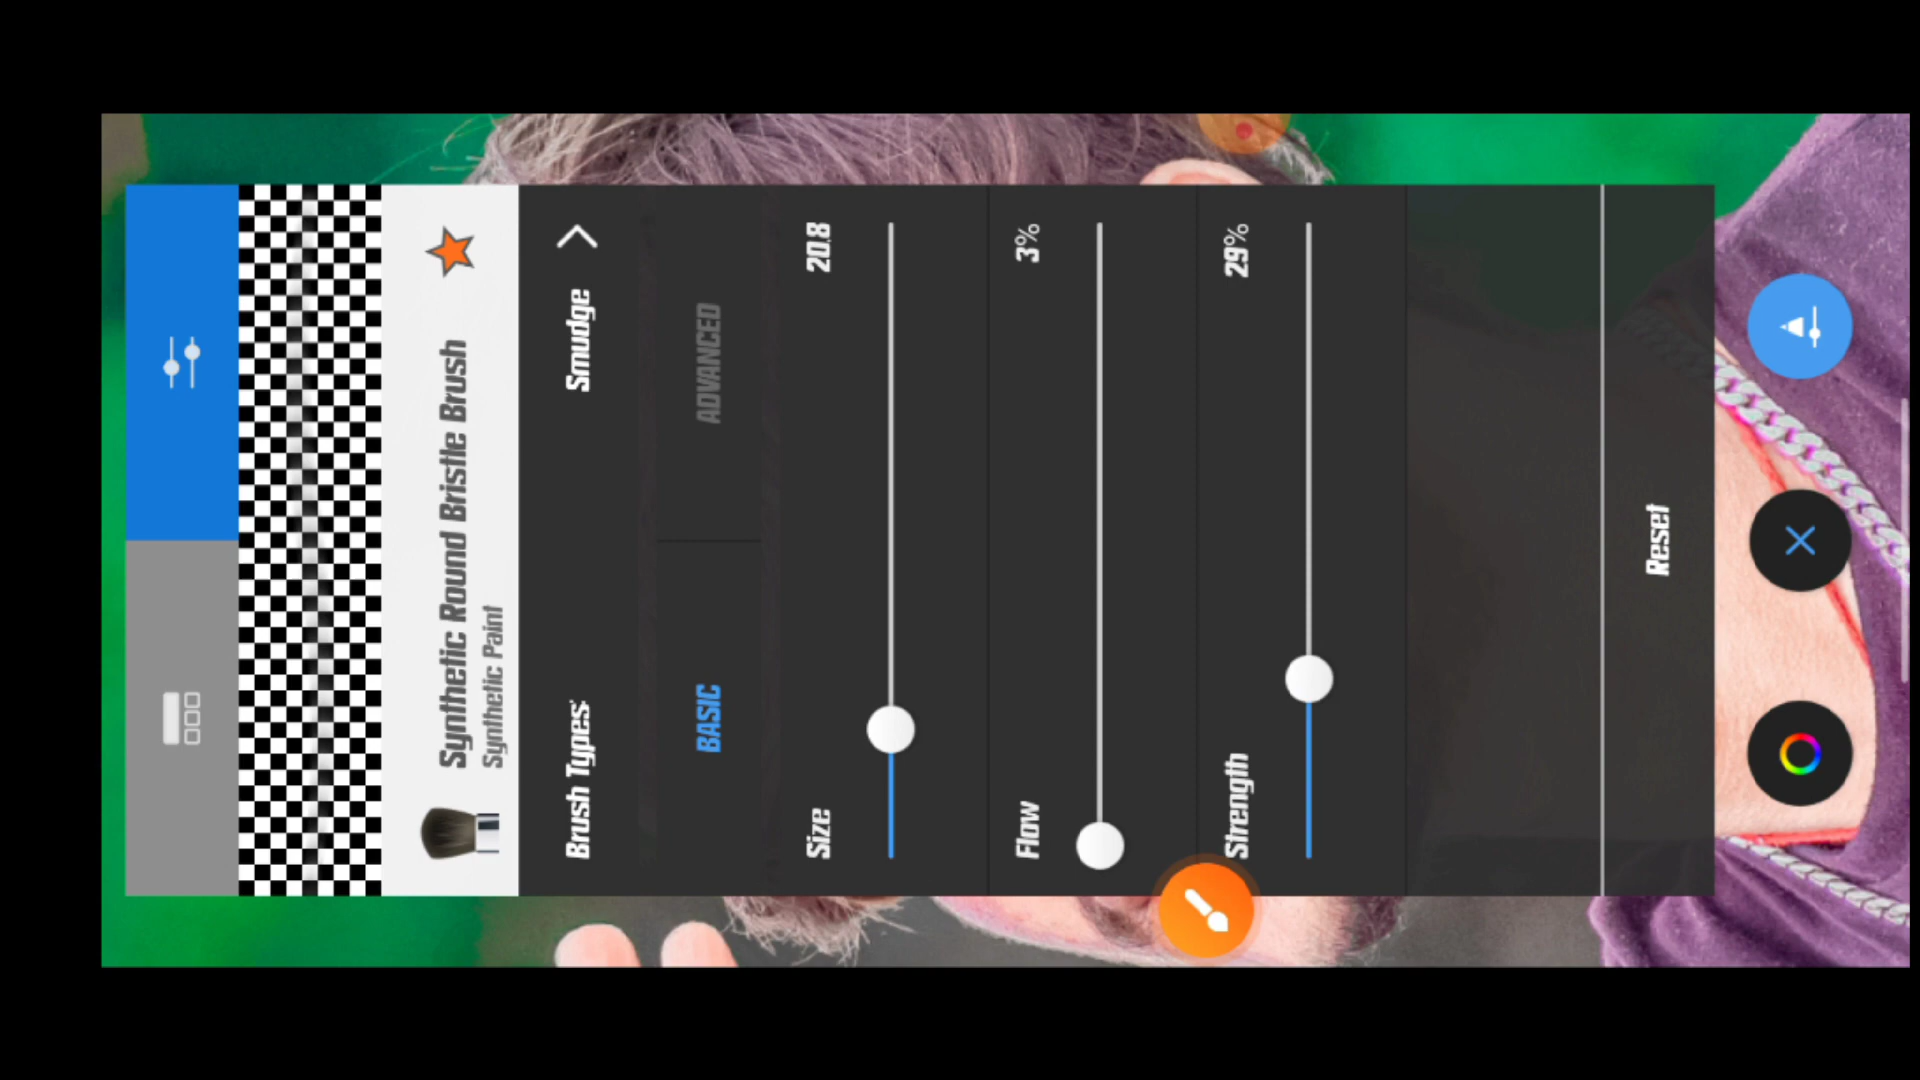 Synthetic Round Bristle Brush
Synthetic Paint
Brush Types: Smudge
BASIC ADVANCED
Size 20.8
Flow 3%
Strength 29%
Reset